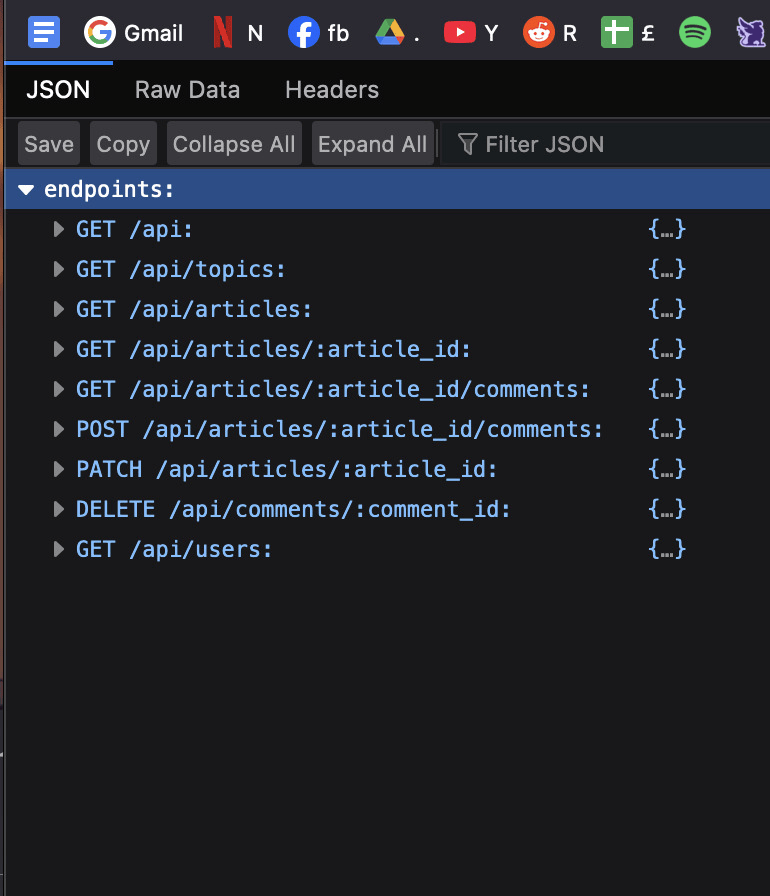 Gmail N fb . Y R £
JSON Raw Data Headers
Save Copy Collapse All Expand All Filter JSON
endpoints:
GET /api: {…}
GET /api/topics: {…}
GET /api/articles: {…}
GET /api/articles/:article_id: {…}
GET /api/articles/:article_id/comments: {…}
POST /api/articles/:article_id/comments: {…}
PATCH /api/articles/:article_id: {…}
DELETE /api/comments/:comment_id: {…}
GET /api/users: {…}